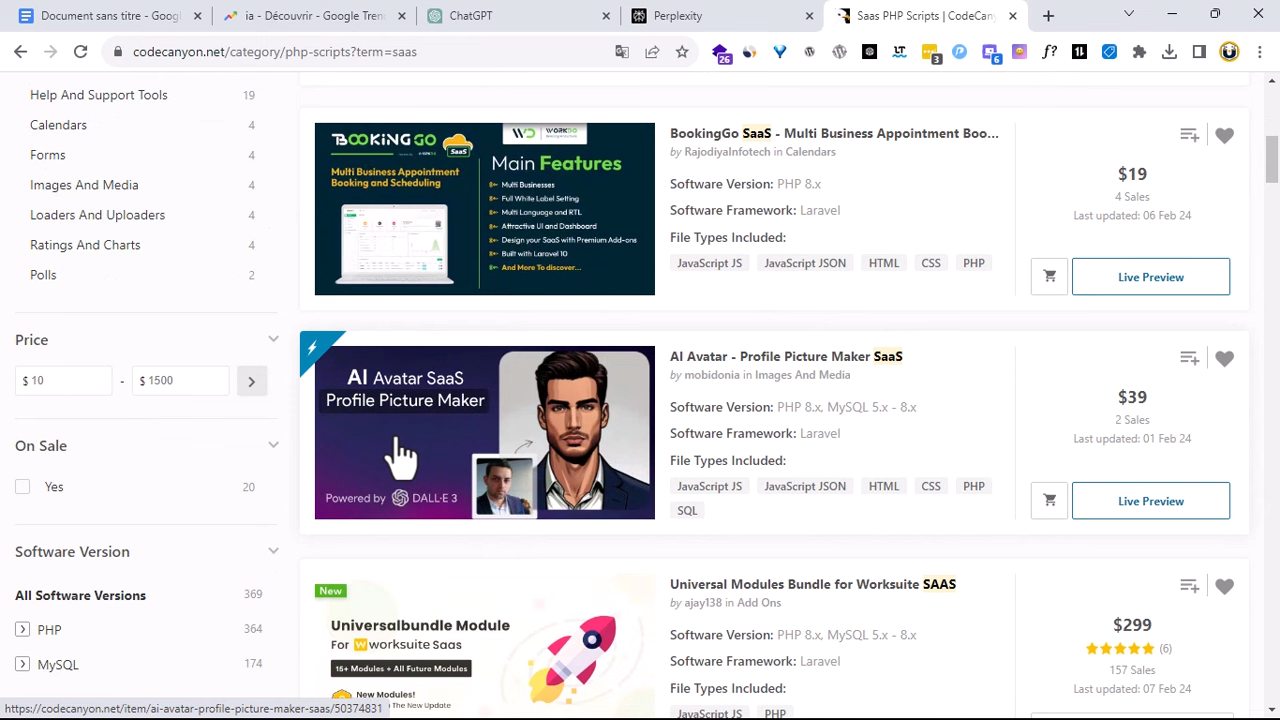 Document sans titre - Googl
ia - Découvrir - Google Tren
ChatGPT
Perplexity
Saas PHP Scripts | CodeCany
codecanyon.net/category/php-scripts?term=saas
26
3
6
Help And Support Tools 19
Calendars 4
Forms 4
Images And Media 4
Loaders And Uploaders 4
Ratings And Charts
Polls 2
Price
$ 10 - $ 1500
On Sale
Yes 20
Software Version
All Software Versions 369
PHP 364
MySQL 174
BOOKINGGO SaaS
Multi Business Appointment
Booking and Scheduling
WORKDO
Main Features
Multi Businesses
Full White Label Setting
Multi Language and RTL
Attractive UI and Dashboard
Design your SaaS with Premium Add-ons
Built with Laravel 10
And More To discover...
BookingGo SaaS - Multi Business Appointment Boo...
by RajodiyaInfotech in Calendars
Software Version: PHP 8.x
Software Framework: Laravel
File Types Included:
JavaScript JS JavaScript JSON HTML CSS PHP
$19
4 Sales
Last updated: 06 Feb 24
Live Preview
AI Avatar SaaS
Profile Picture Maker
Powered by DALL·E 3
AI Avatar - Profile Picture Maker SaaS
by mobidonia in Images And Media
Software Version: PHP 8.x, MySQL 5.x - 8.x
Software Framework: Laravel
File Types Included:
JavaScript JS JavaScript JSON HTML CSS PHP
SQL
$39
2 Sales
Last updated: 01 Feb 24
Live Preview
New
Universalbundle Module
For worksuite Saas
15+ Modules + All Future Modules
New Modules!
The New Update
Universal Modules Bundle for Worksuite SAAS
by ajay138 in Add Ons
Software Version: PHP 8.x, MySQL 5.x - 8.x
Software Framework: Laravel
File Types Included:
JavaScript JS PHP
$299
(6)
157 Sales
Last updated: 07 Feb 24
https://codecanyon.net/item/ai-avatar-profile-picture-maker-saas/50374831